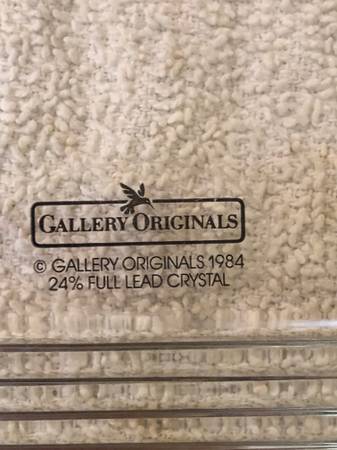 GALLERY ORIGINALS
© GALLERY ORIGINALS 1984
24% FULL LEAD CRYSTAL